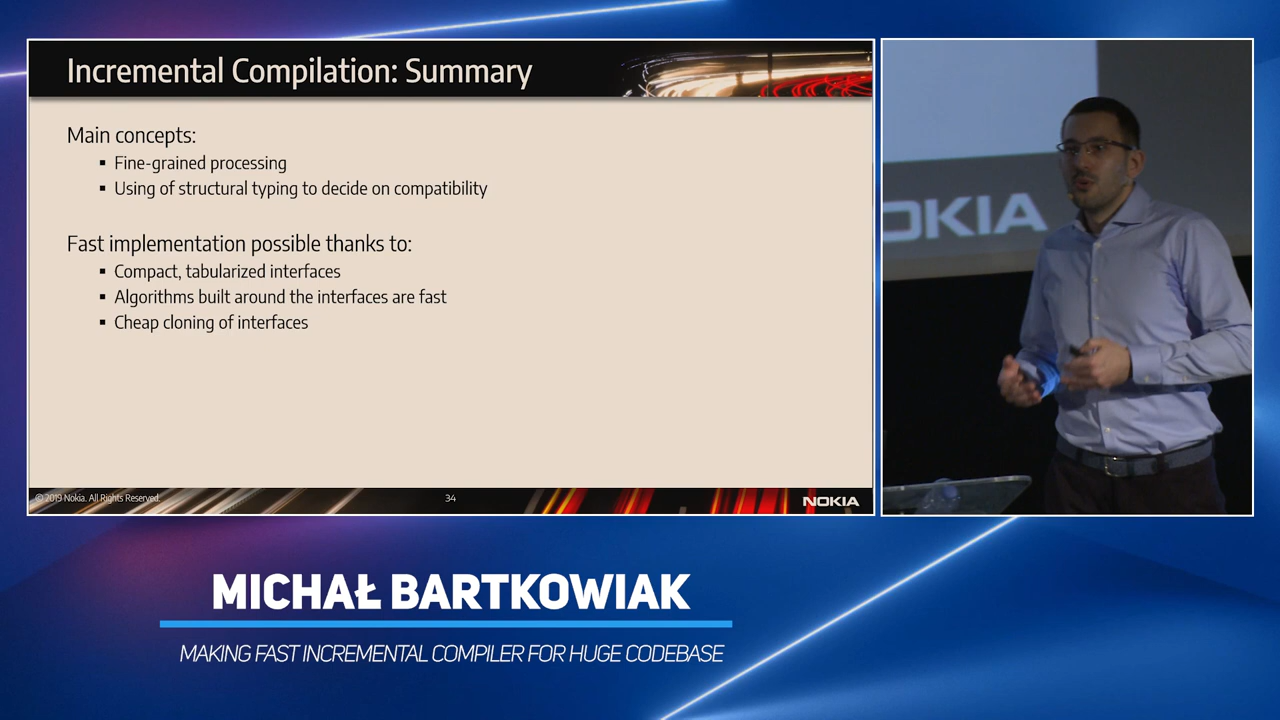 Incremental Compilation: Summary
Main concepts:
▪ Fine-grained processing
▪ Using of structural typing to decide on compatibility
Fast implementation possible thanks to:
▪ Compact, tabularized interfaces
▪ Algorithms built around the interfaces are fast
▪ Cheap cloning of interfaces
© 2019 Nokia. All Rights Reserved.
34
NOKIA
OKIA
MICHAŁ BARTKOWIAK
MAKING FAST INCREMENTAL COMPILER FOR HUGE CODEBASE